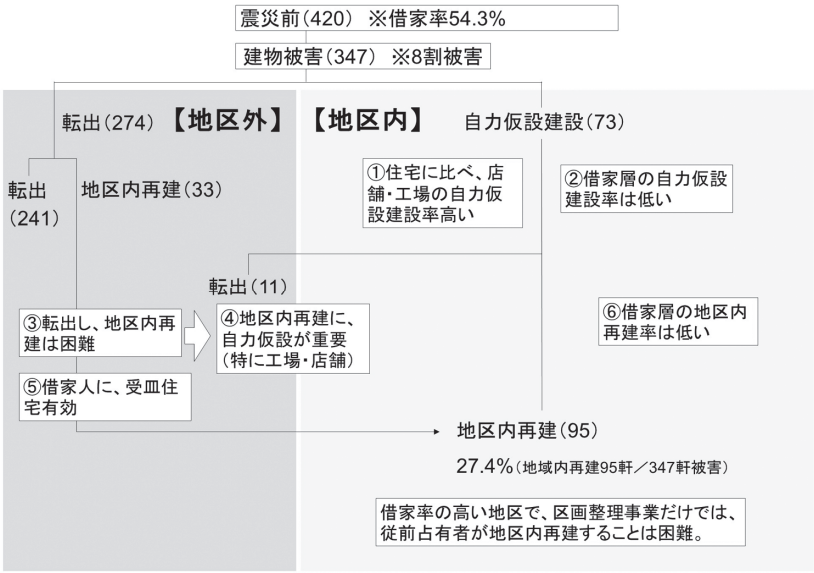 震災前(420) ※借家率54.3%
建物被害(347) ※8割被害
転出(274)【地区外】
【地区内】 自力仮設建設(73)
転出
(241)
地区内再建(33)
①住宅に比べ、店
舗・工場の自力仮
設建設率高い
②借家層の自力仮設
建設率は低い
転出(11)
③転出し、地区内再
建は困難
④地区内再建に、
自力仮設が重要
(特に工場・店舗)
⑥借家層の地区内
再建率は低い
⑤借家人に、受皿住
宅有効
地区内再建(95)
27.4%(地域内再建95軒/347軒被害)
借家率の高い地区で、区画整理事業だけでは、
従前占有者が地区内再建することは困難。